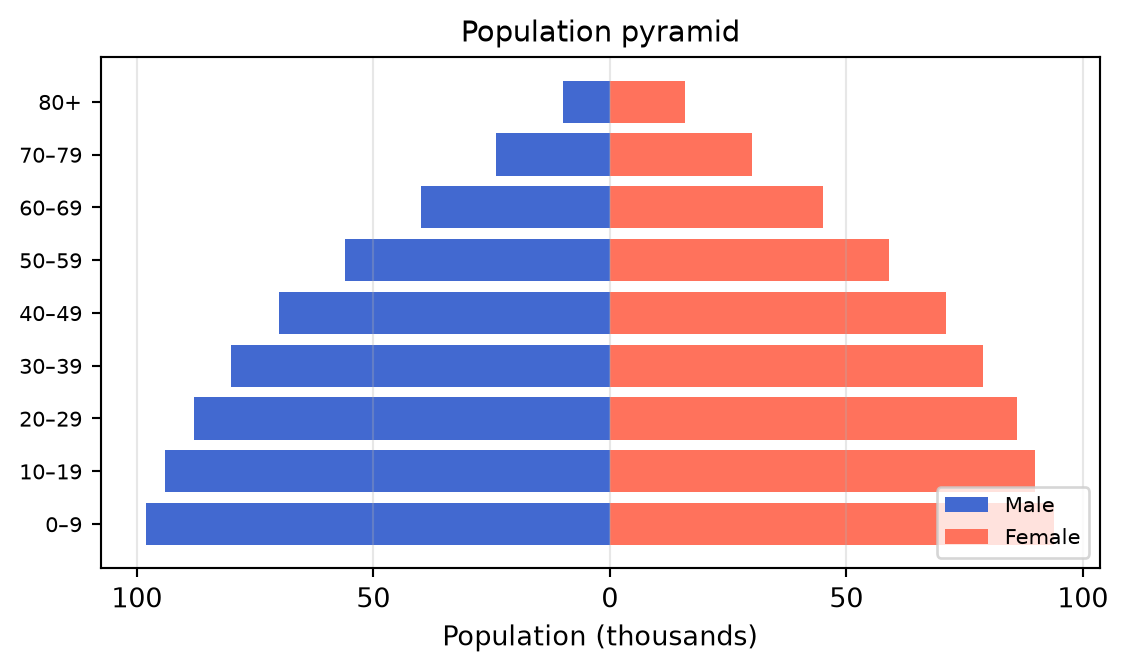 Population pyramid
80+
70–79
60–69
50–59
40–49
30–39
20–29
10–19
0–9
Male
Female
100 50 0 50 100
Population (thousands)